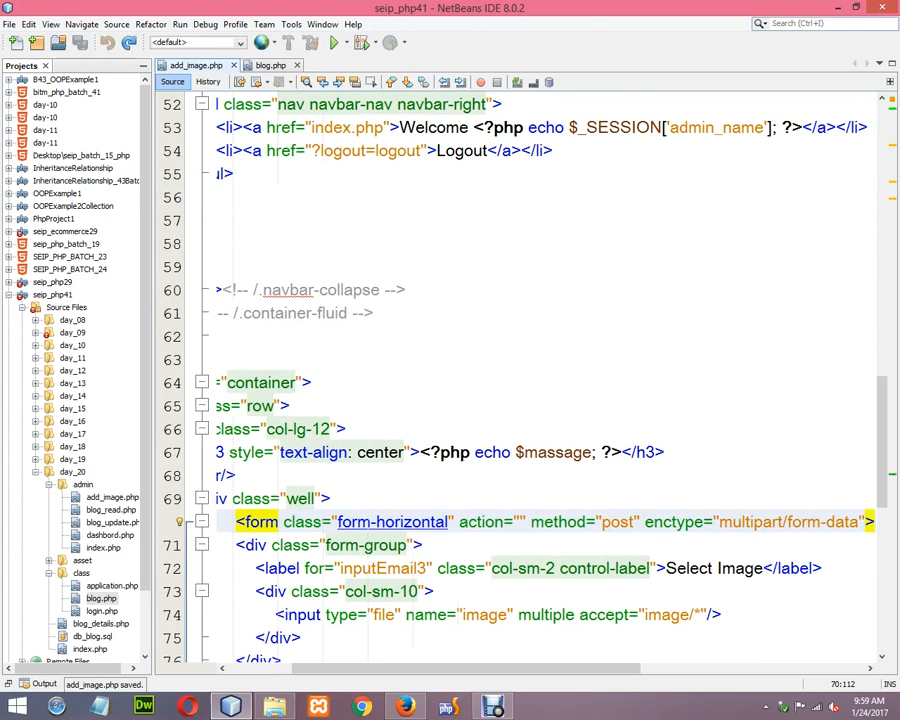 seip_php41 - NetBeans IDE 8.0.2
File Edit View Navigate Source Refactor Run Debug Profile Team Tools Window Help
Search (Ctrl+I)
<default>
Projects
add_image.php
blog.php
Source History
B43_OOPExample1
bitm_php_batch_41
day-10
day-10
day-11
day-11
Desktop\seip_batch_15_php
InheritanceRelationship
InheritanceRelationship_43Batc
OOPExample1
OOPExample2Collection
PhpProject1
seip_ecommerce29
seip_php_batch_19
SEIP_PHP_BATCH_23
SEIP_PHP_BATCH_24
seip_php29
seip_php41
Source Files
day_08
day_09
day_10
day_11
day_12
day_13
day_14
day_15
day_16
day_17
day_18
day_19
day_20
admin
add_image.php
blog_read.php
blog_update.php
dashbord.php
index.php
asset
class
application.php
blog.php
login.php
blog_details.php
db_blog.sql
index.php
Remote Files
52 l class="nav navbar-nav navbar-right">
53 <li><a href="index.php">Welcome <?php echo $_SESSION['admin_name']; ?></a></li>
54 <li><a href="?logout=logout">Logout</a></li>
55 ul>
56
57
58
59
60 ><!-- /.navbar-collapse -->
61 -- /.container-fluid -->
62
63
64 ="container">
65 ss="row">
66 class="col-lg-12">
67 3 style="text-align: center"><?php echo $massage; ?></h3>
68 r/>
69 iv class="well">
<form class="form-horizontal" action="" method="post" enctype="multipart/form-data">
71 <div class="form-group">
72 <label for="inputEmail3" class="col-sm-2 control-label">Select Image</label>
73 <div class="col-sm-10">
74 <input type="file" name="image" multiple accept="image/*"/>
75 </div>
76 </div>
Output
add_image.php saved.
70:112
INS
9:59 AM
1/24/2017